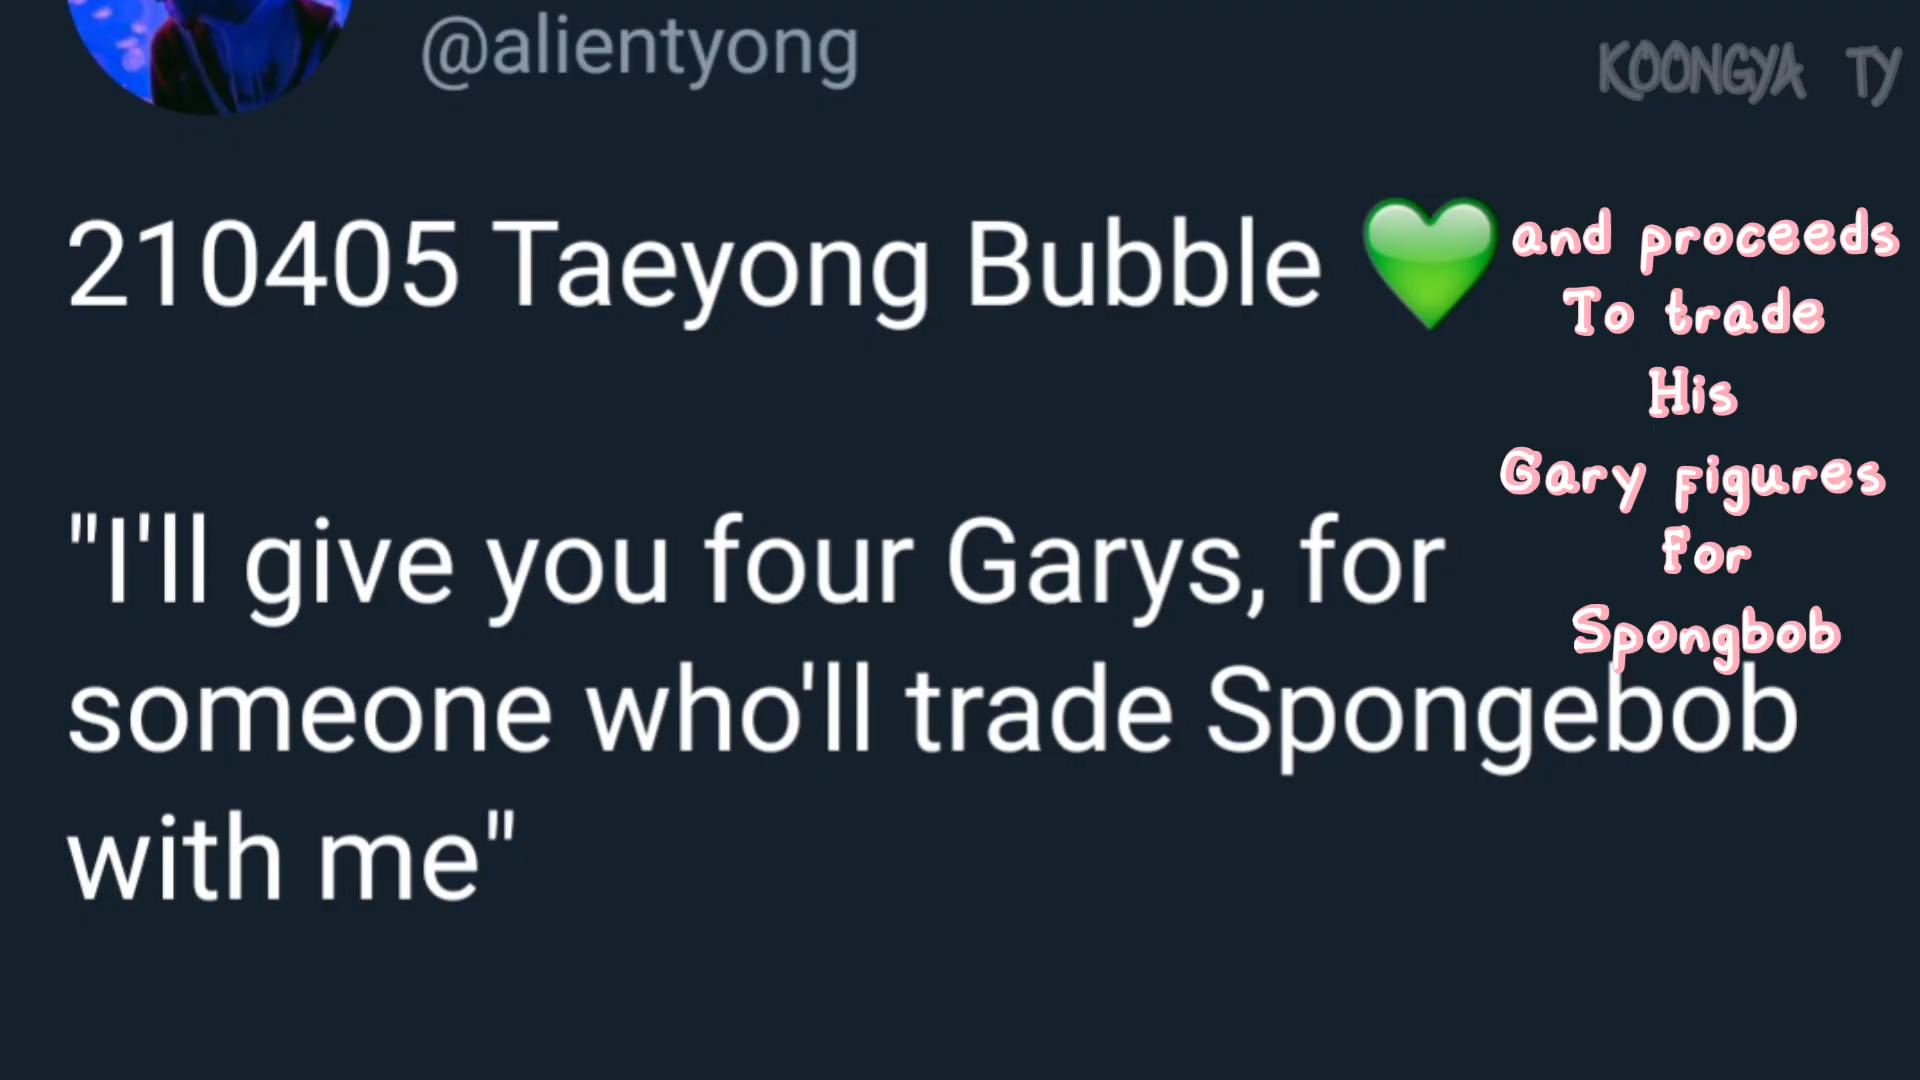 @alientyong
KOONGYA TY
210405 Taeyong Bubble 💚
and proceeds
To trade
His
Gary figures
for
Spongbob
"I'll give you four Garys, for
someone who'll trade Spongebob
with me"